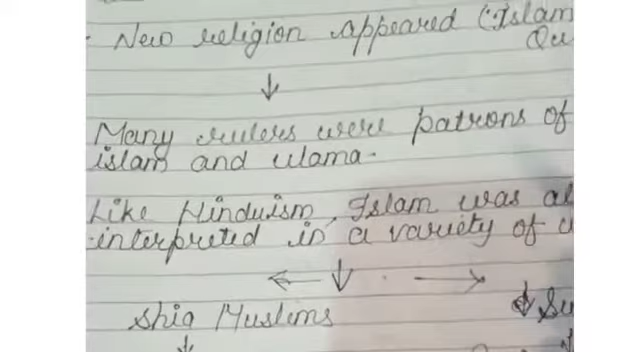 New religion appeared (Islam
Qu
Many rulers were patrons of
islam and ulama.
Like Hinduism, Islam was al
interpreted in a variety of
Shia Muslims
Su